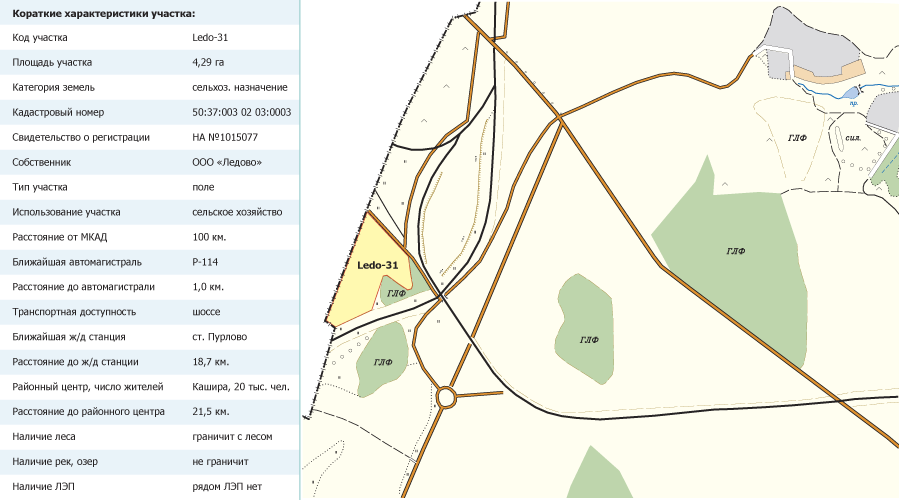 Короткие характеристики участка:
Код участка Ledo-31
Площадь участка 4,29 га
Категория земель сельхоз. назначение
Кадастровый номер 50:37:003 02 03:0003
Свидетельство о регистрации НА №1015077
Собственник ООО «Ледово»
Тип участка поле
Использование участка сельское хозяйство
Расстояние от МКАД 100 км.
Ближайшая автомагистраль Р-114
Расстояние до автомагистрали 1,0 км.
Транспортная доступность шоссе
Ближайшая ж/д станция ст. Пурлово
Расстояние до ж/д станции 18,7 км.
Районный центр, число жителей Кашира, 20 тыс. чел.
Расстояние до районного центра 21,5 км.
Наличие леса граничит с лесом
Наличие рек, озер не граничит
Наличие ЛЭП рядом ЛЭП нет
пр.
ГЛФ
сил.
ГЛФ
Ledo-31
ГЛФ
ГЛФ
ГЛФ